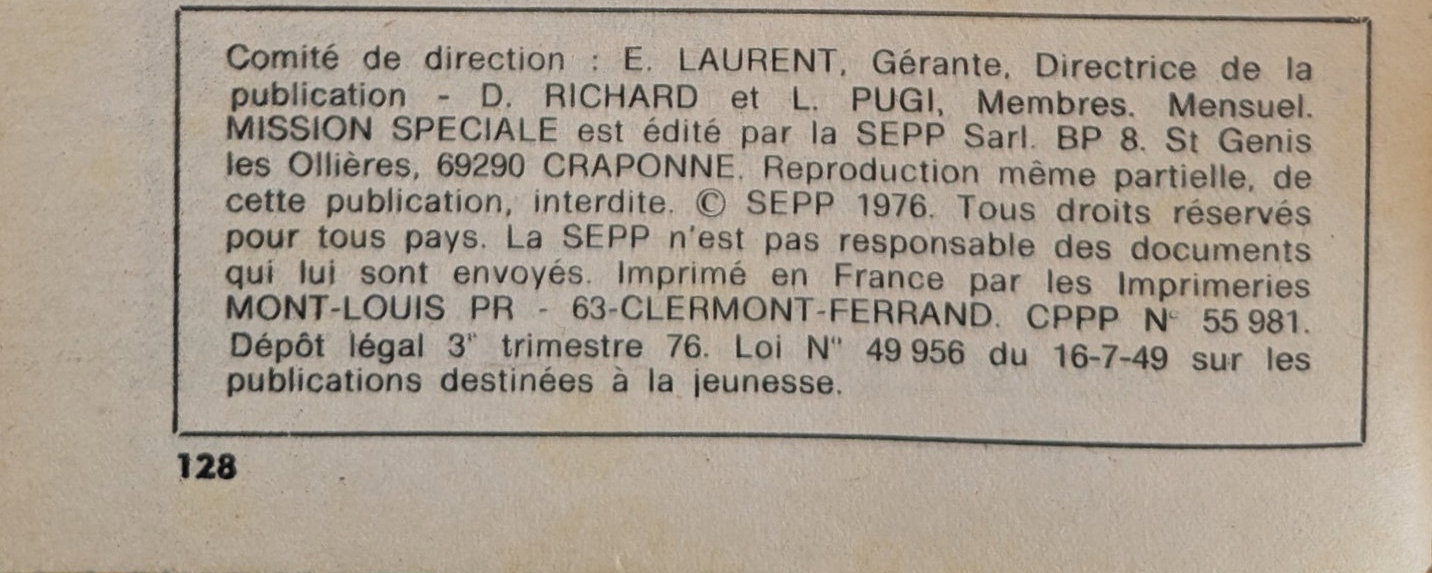 Comité de direction : E. LAURENT, Gérante, Directrice de la
publication - D. RICHARD et L. PUGI, Membres. Mensuel.
MISSION SPECIALE est édité par la SEPP Sarl. BP 8. St Genis
les Ollières, 69290 CRAPONNE. Reproduction même partielle, de
cette publication, interdite. © SEPP 1976. Tous droits réservés
pour tous pays. La SEPP n'est pas responsable des documents
qui lui sont envoyés. Imprimé en France par les Imprimeries
MONT-LOUIS PR - 63-CLERMONT-FERRAND. CPPP N° 55 981.
Dépôt légal 3° trimestre 76. Loi N° 49 956 du 16-7-49 sur les
publications destinées à la jeunesse.
128